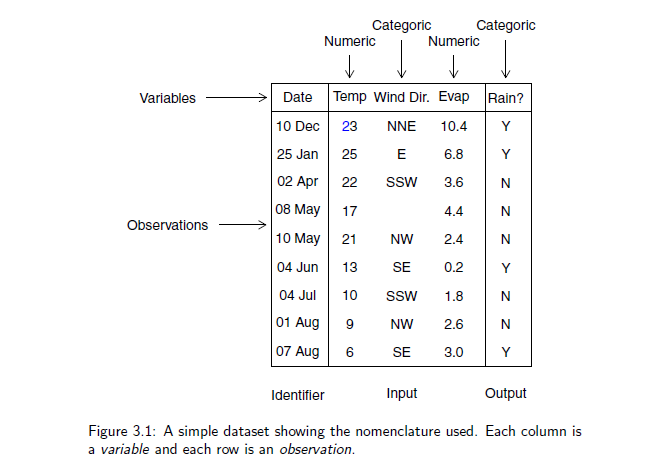 Categoric Categoric
Numeric Numeric
Variables Date Temp Wind Dir. Evap Rain?
10 Dec 23 NNE 10.4 Y
25 Jan 25 E 6.8 Y
02 Apr 22 SSW 3.6 N
08 May 17 4.4 N
Observations
10 May 21 NW 2.4 N
04 Jun 13 SE 0.2 Y
04 Jul 10 SSW 1.8 N
01 Aug 9 NW 2.6 N
07 Aug 6 SE 3.0 Y
Identifier Input Output
Figure 3.1: A simple dataset showing the nomenclature used. Each column is
a variable and each row is an observation.